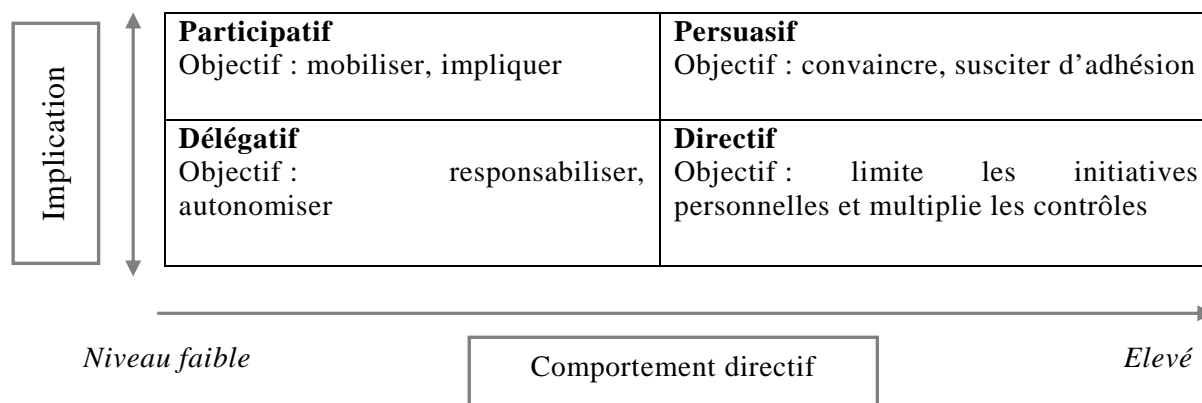 Implication
Participatif
Objectif : mobiliser, impliquer
Persuasif
Objectif : convaincre, susciter d’adhésion
Délégatif
Objectif : responsabiliser,
autonomiser
Directif
Objectif : limite les initiatives
personnelles et multiplie les contrôles
Niveau faible
Comportement directif
Elevé